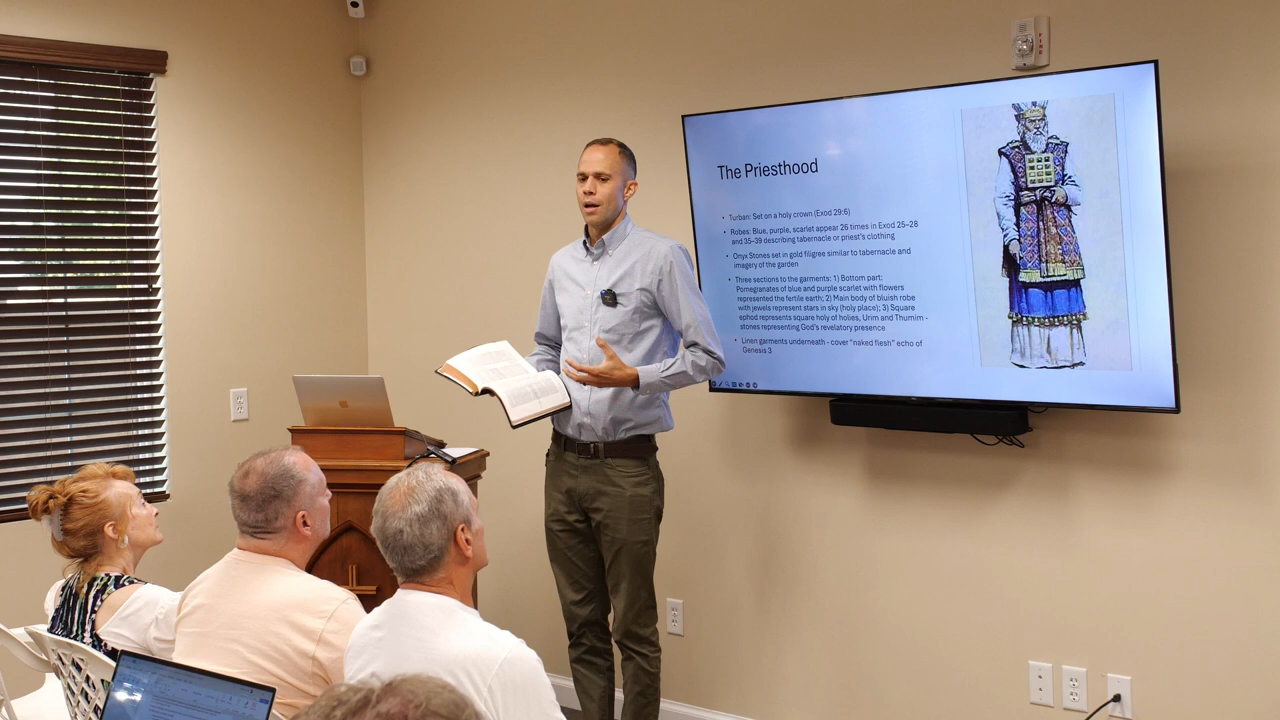 FIRE
The Priesthood
• Turban: Set on a holy crown (Exod 29:6)
• Robes: Blue, purple, scarlet appear 26 times in Exod 25–28
and 35–39 describing tabernacle or priest's clothing
• Onyx Stones set in gold filigree similar to tabernacle and
imagery of the garden
• Three sections to the garments: 1) Bottom part:
Pomegranates of blue and purple scarlet with flowers
represented the fertile earth; 2) Main body of bluish robe
with jewels represent stars in sky (holy place); 3) Square
ephod represents square holy of holies, Urim and Thumim -
stones representing God's revelatory presence
• Linen garments underneath - cover "naked flesh" echo of
Genesis 3